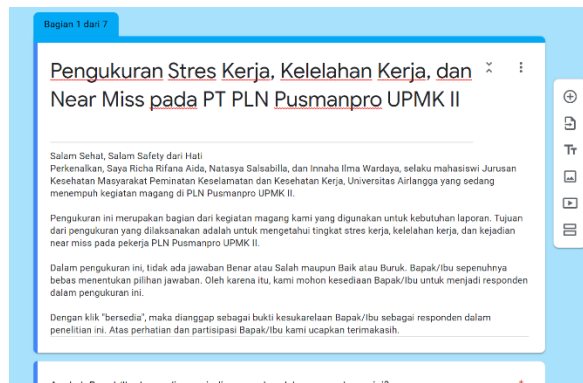 Bagian 1 dari 7
Pengukuran Stres Kerja, Kelelahan Kerja, dan
Near Miss pada PT PLN Pusmanpro UPMK II
Salam Sehat, Salam Safety dari Hati
Perkenalkan, Saya Richa Rifana Aida, Natasya Salsabilla, dan Innaha Ilma Wardaya, selaku mahasiswi Jurusan
Kesehatan Masyarakat Peminatan Keselamatan dan Kesehatan Kerja, Universitas Airlangga yang sedang
menempuh kegiatan magang di PLN Pusmanpro UPMK II.
Pengukuran ini merupakan bagian dari kegiatan magang kami yang digunakan untuk kebutuhan laporan. Tujuan
dari pengukuran yang dilaksanakan adalah untuk mengetahui tingkat stres kerja, kelelahan kerja, dan kejadian
near miss pada pekerja PLN Pusmanpro UPMK II.
Dalam pengukuran ini, tidak ada jawaban Benar atau Salah maupun Baik atau Buruk. Bapak/Ibu sepenuhnya
bebas menentukan pilihan jawaban. Oleh karena itu, kami mohon kesediaan Bapak/Ibu untuk menjadi responden
dalam pengukuran ini.
Dengan klik "bersedia", maka dianggap sebagai bukti kesukarelaan Bapak/Ibu sebagai responden dalam
penelitian ini. Atas perhatian dan partisipasi Bapak/Ibu kami ucapkan terimakasih.